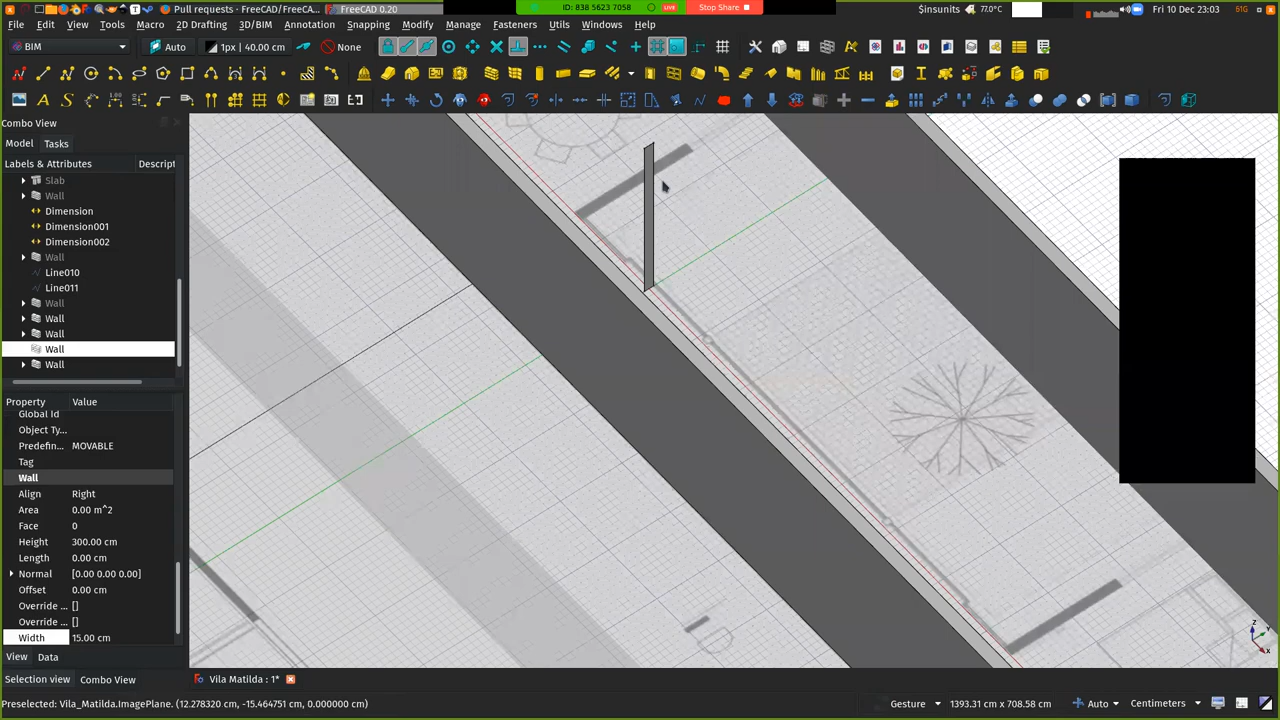 Pull requests - FreeCAD/FreeCA...
FreeCAD 0.20
ID: 838 5623 7058
LIVE
Stop Share
$insunits
77.0°C
Fri 10 Dec 23:03
51G
File
Edit
View
Tools
Macro
2D Drafting
3D/BIM
Annotation
Snapping
Modify
Manage
Fasteners
Utils
Windows
Help
BIM
Auto
1px | 40.00 cm
None
Combo View
Model
Tasks
Labels & Attributes
Descript
Slab
Wall
Dimension
Dimension001
Dimension002
Wall
Line010
Line011
Wall
Wall
Wall
Wall
Wall
Property
Value
Global Id
Object Ty...
Predefin...
MOVABLE
Tag
Wall
Align
Right
Area
0.00 m^2
Face
0
Height
300.00 cm
Length
0.00 cm
Normal
[0.00 0.00 0.00]
Offset
0.00 cm
Override ...
[]
Override ...
[]
Width
15.00 cm
View
Data
Selection view
Combo View
Vila Matilda : 1*
Z
Y
X
Preselected: Vila_Matilda.ImagePlane. (12.278320 cm, -15.464751 cm, 0.000000 cm)
Gesture
1393.31 cm x 708.58 cm
Auto
Centimeters